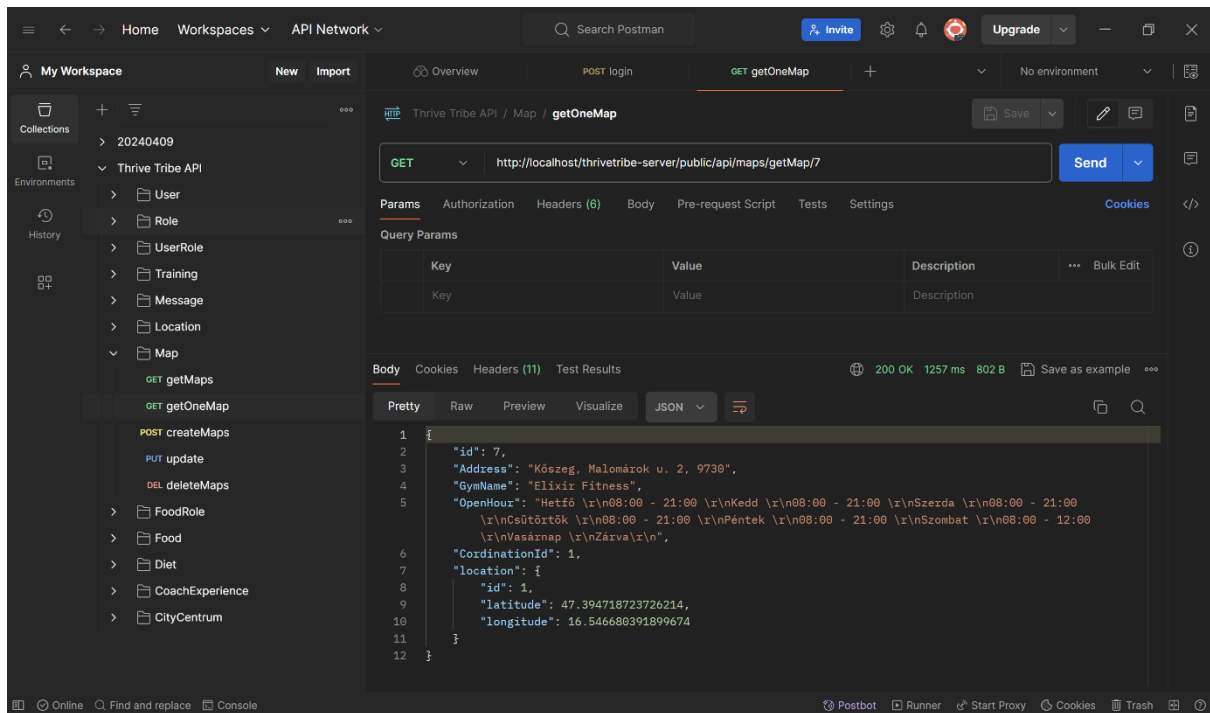 Home Workspaces API Network Search Postman Invite Upgrade
My Workspace New Import Overview POST login GET getOneMap No environment
Collections
Environments
History
20240409
Thrive Tribe API
User
Role
UserRole
Training
Message
Location
Map
GET getMaps
GET getOneMap
POST createMaps
PUT update
DEL deleteMaps
FoodRole
Food
Diet
CoachExperience
CityCentrum
HTTP Thrive Tribe API / Map / getOneMap Save
GET http://localhost/thrivetribe-server/public/api/maps/getMap/7 Send
Params Authorization Headers (6) Body Pre-request Script Tests Settings Cookies
Query Params
Key Value Description Bulk Edit
Key Value Description
Body Cookies Headers (11) Test Results 200 OK 1257 ms 802 B Save as example
Pretty Raw Preview Visualize JSON
1 {
2 "id": 7,
3 "Address": "Kőszeg, Malomárok u. 2, 9730",
4 "GymName": "Elixír Fitness",
5 "OpenHour": "Hetfő \r\n08:00 - 21:00 \r\nKedd \r\n08:00 - 21:00 \r\nSzerda \r\n08:00 - 21:00
\r\nCsütörtök \r\n08:00 - 21:00 \r\nPéntek \r\n08:00 - 21:00 \r\nSzombat \r\n08:00 - 12:00
\r\nVasárnap \r\nZárva\r\n",
6 "CordinationId": 1,
7 "location": {
8 "id": 1,
9 "latitude": 47.394718723726214,
10 "longitude": 16.546680391899674
11 }
12 }
Online Find and replace Console Postbot Runner Start Proxy Cookies Trash